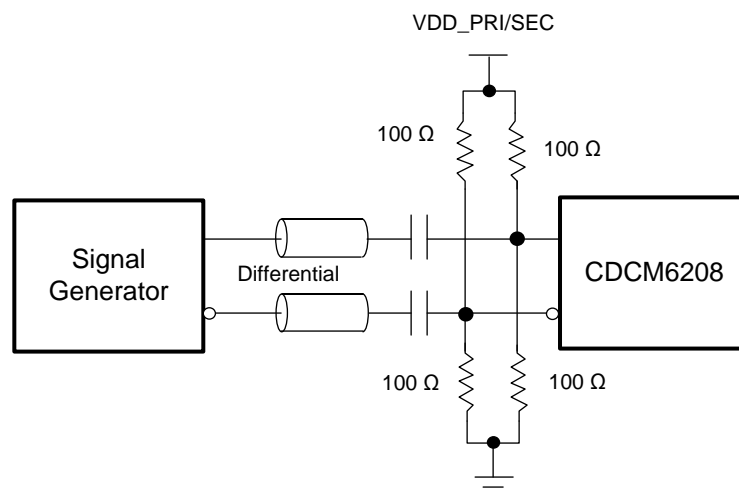 VDD_PRI/SEC
100 Ω
100 Ω
Signal
Generator
Differential
CDCM6208
100 Ω
100 Ω